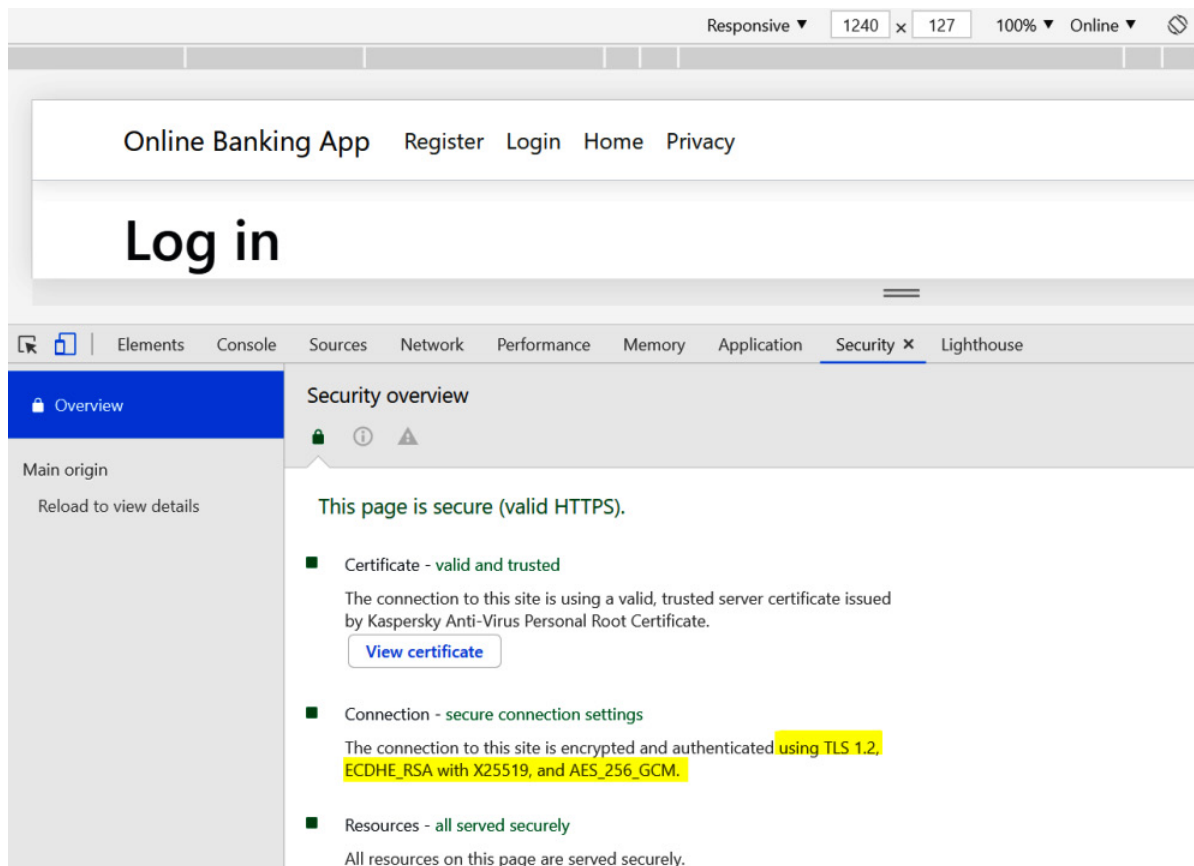 Responsive ▼ 1240 x 127 100% ▼ Online ▼
Online Banking App Register Login Home Privacy
Log in
Elements Console Sources Network Performance Memory Application Security × Lighthouse
Overview
Main origin
Reload to view details
Security overview
This page is secure (valid HTTPS).
Certificate - valid and trusted
The connection to this site is using a valid, trusted server certificate issued
by Kaspersky Anti-Virus Personal Root Certificate.
View certificate
Connection - secure connection settings
The connection to this site is encrypted and authenticated using TLS 1.2,
ECDHE_RSA with X25519, and AES_256_GCM.
Resources - all served securely
All resources on this page are served securely.